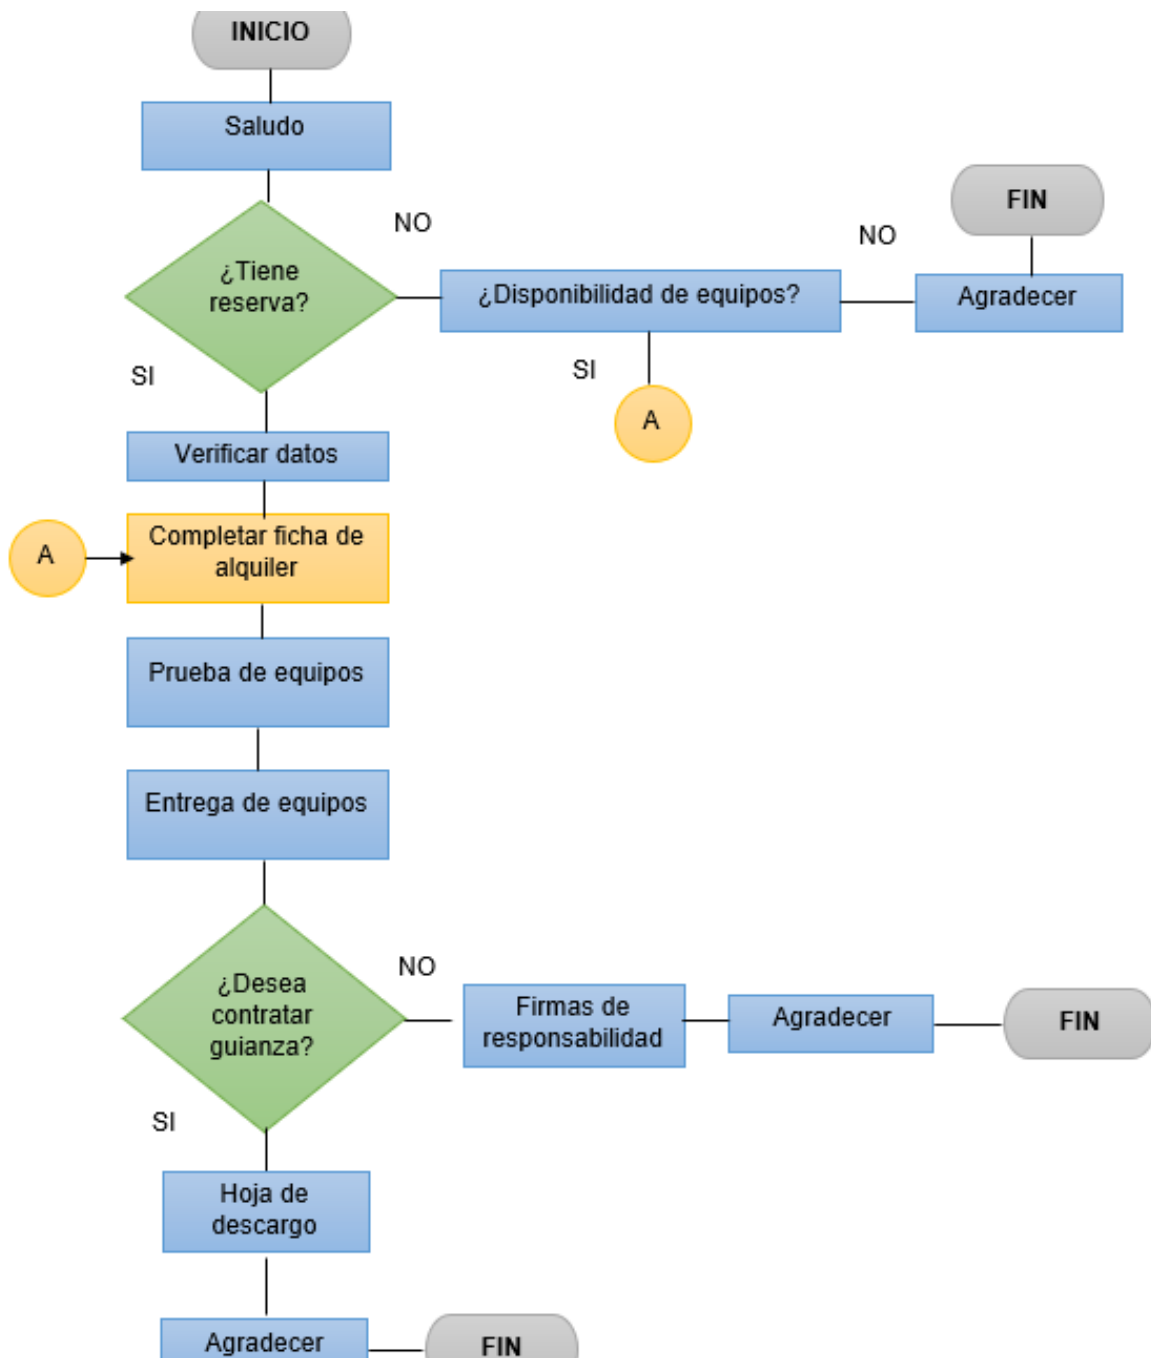 INICIO
Saludo
FIN
NO
NO
¿Tiene
reserva?
¿Disponibilidad de equipos?
Agradecer
SI
SI
A
Verificar datos
Completar ficha de
alquiler
A
Prueba de equipos
Entrega de equipos
¿Desea
contratar
guianza?
NO
Firmas de
responsabilidad
Agradecer
FIN
SI
Hoja de
descargo
Agradecer
FIN